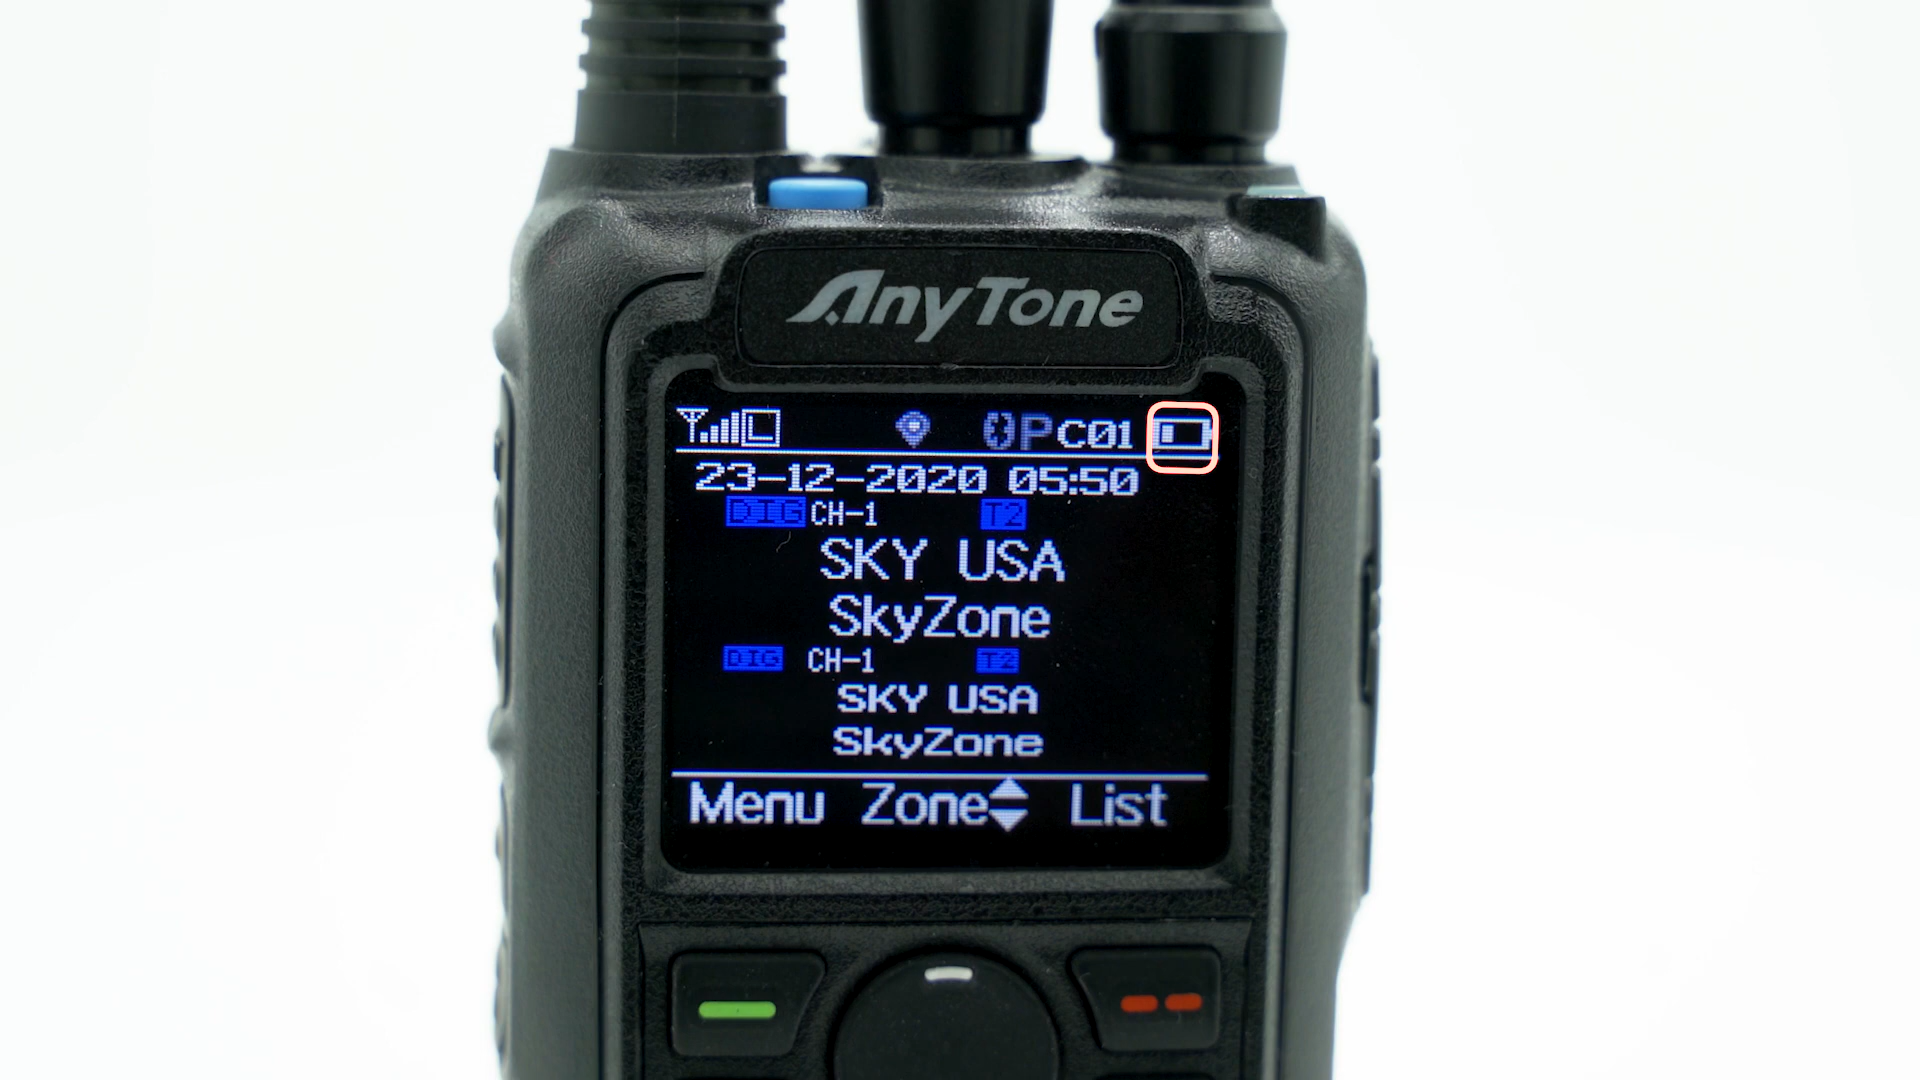 AnyTone
L P C01
23-12-2020 05:50
DIG CH-1 T2
SKY USA
SkyZone
DIG CH-1 T2
SKY USA
SkyZone
Menu Zone List